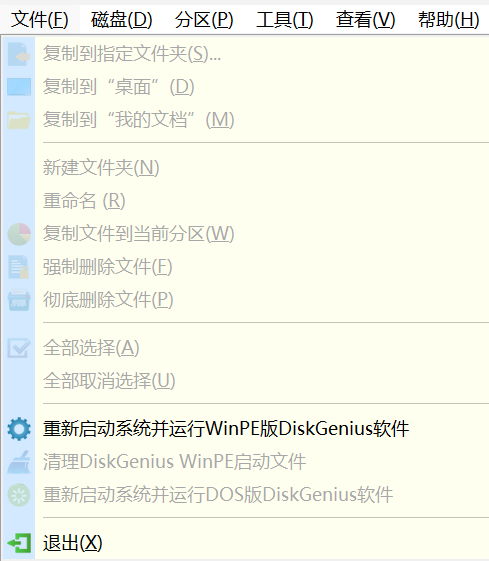 文件(F) 磁盘(D) 分区(P) 工具(T) 查看(V) 帮助(H)
复制到指定文件夹(S)...
复制到“桌面”(D)
复制到“我的文档”(M)
新建文件夹(N)
重命名 (R)
复制文件到当前分区(W)
强制删除文件(F)
彻底删除文件(P)
全部选择(A)
全部取消选择(U)
重新启动系统并运行WinPE版DiskGenius软件
清理DiskGenius WinPE启动文件
重新启动系统并运行DOS版DiskGenius软件
退出(X)